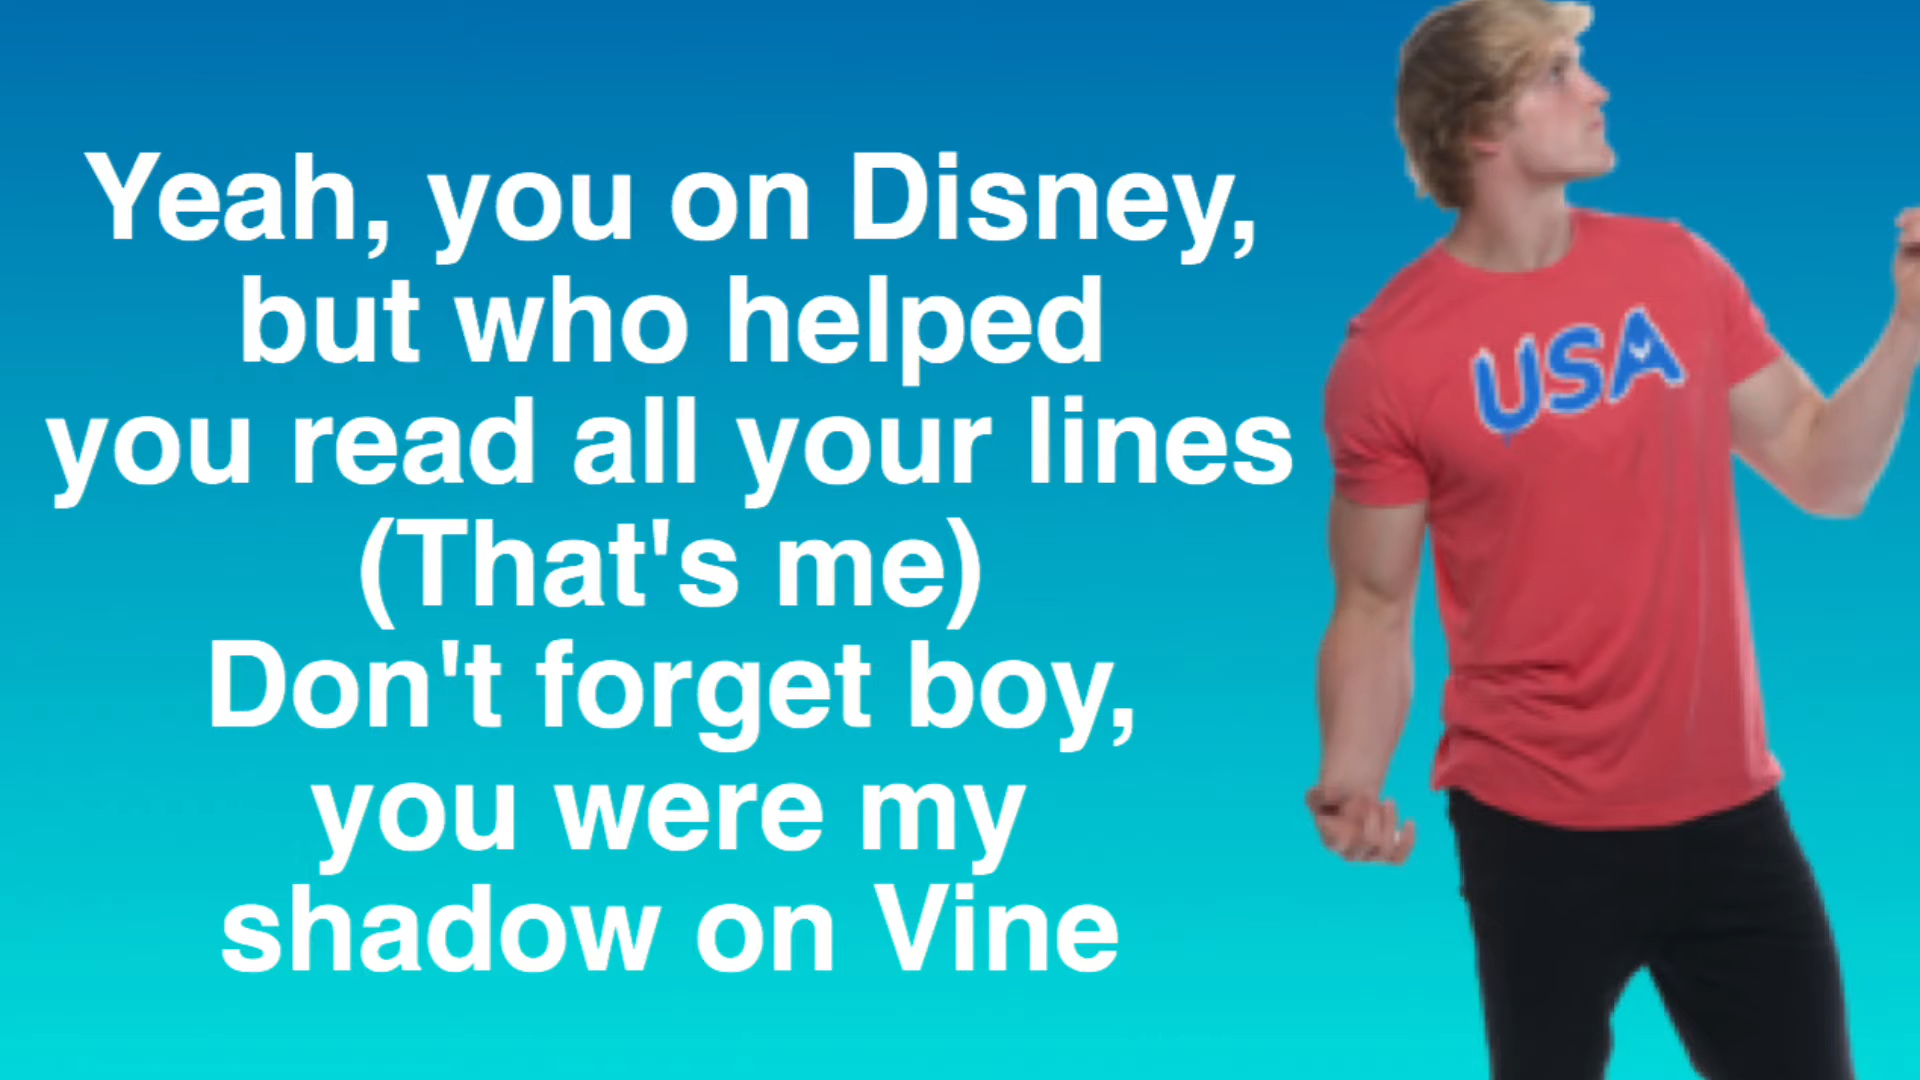 Yeah, you on Disney,
but who helped
you read all your lines
(That's me)
Don't forget boy,
you were my
shadow on Vine
USA